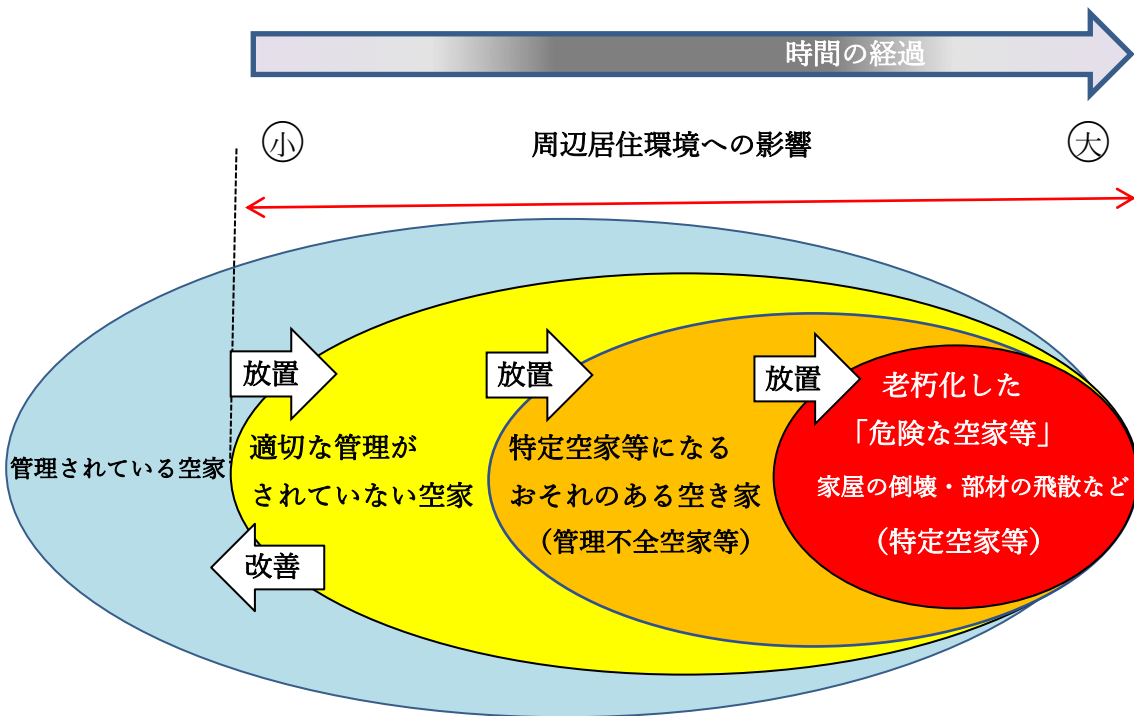 時間の経過
小
周辺居住環境への影響
大
放置
放置
放置
管理されている空家
適切な管理が
されていない空家
改善
特定空家等になる
おそれのある空き家
（管理不全空家等）
老朽化した
「危険な空家等」
家屋の倒壊・部材の飛散など
（特定空家等）